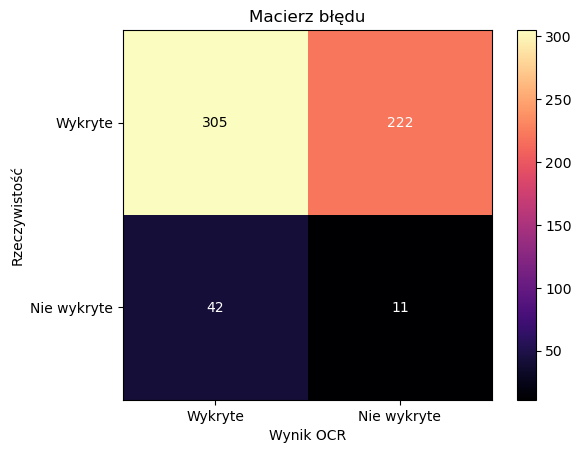 Macierz błędu
Wykryte
305
222
Nie wykryte
42
11
Rzeczywistość
Wykryte
Nie wykryte
Wynik OCR
300
250
200
150
100
50